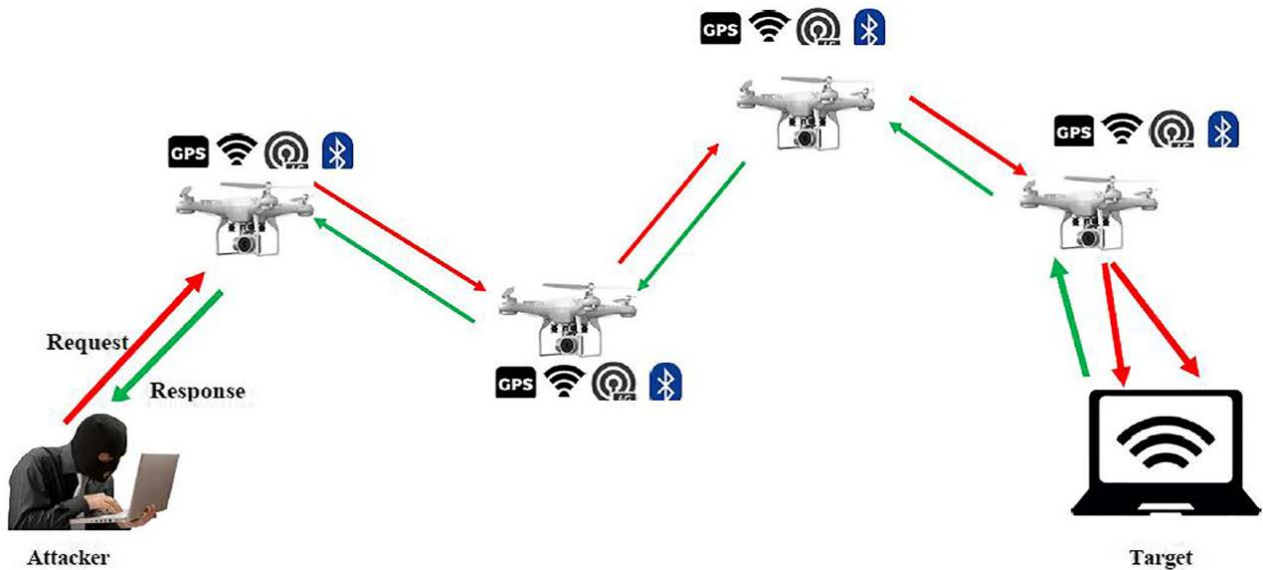 GPS
GPS
GPS
GPS
Request
Response
Attacker
Target